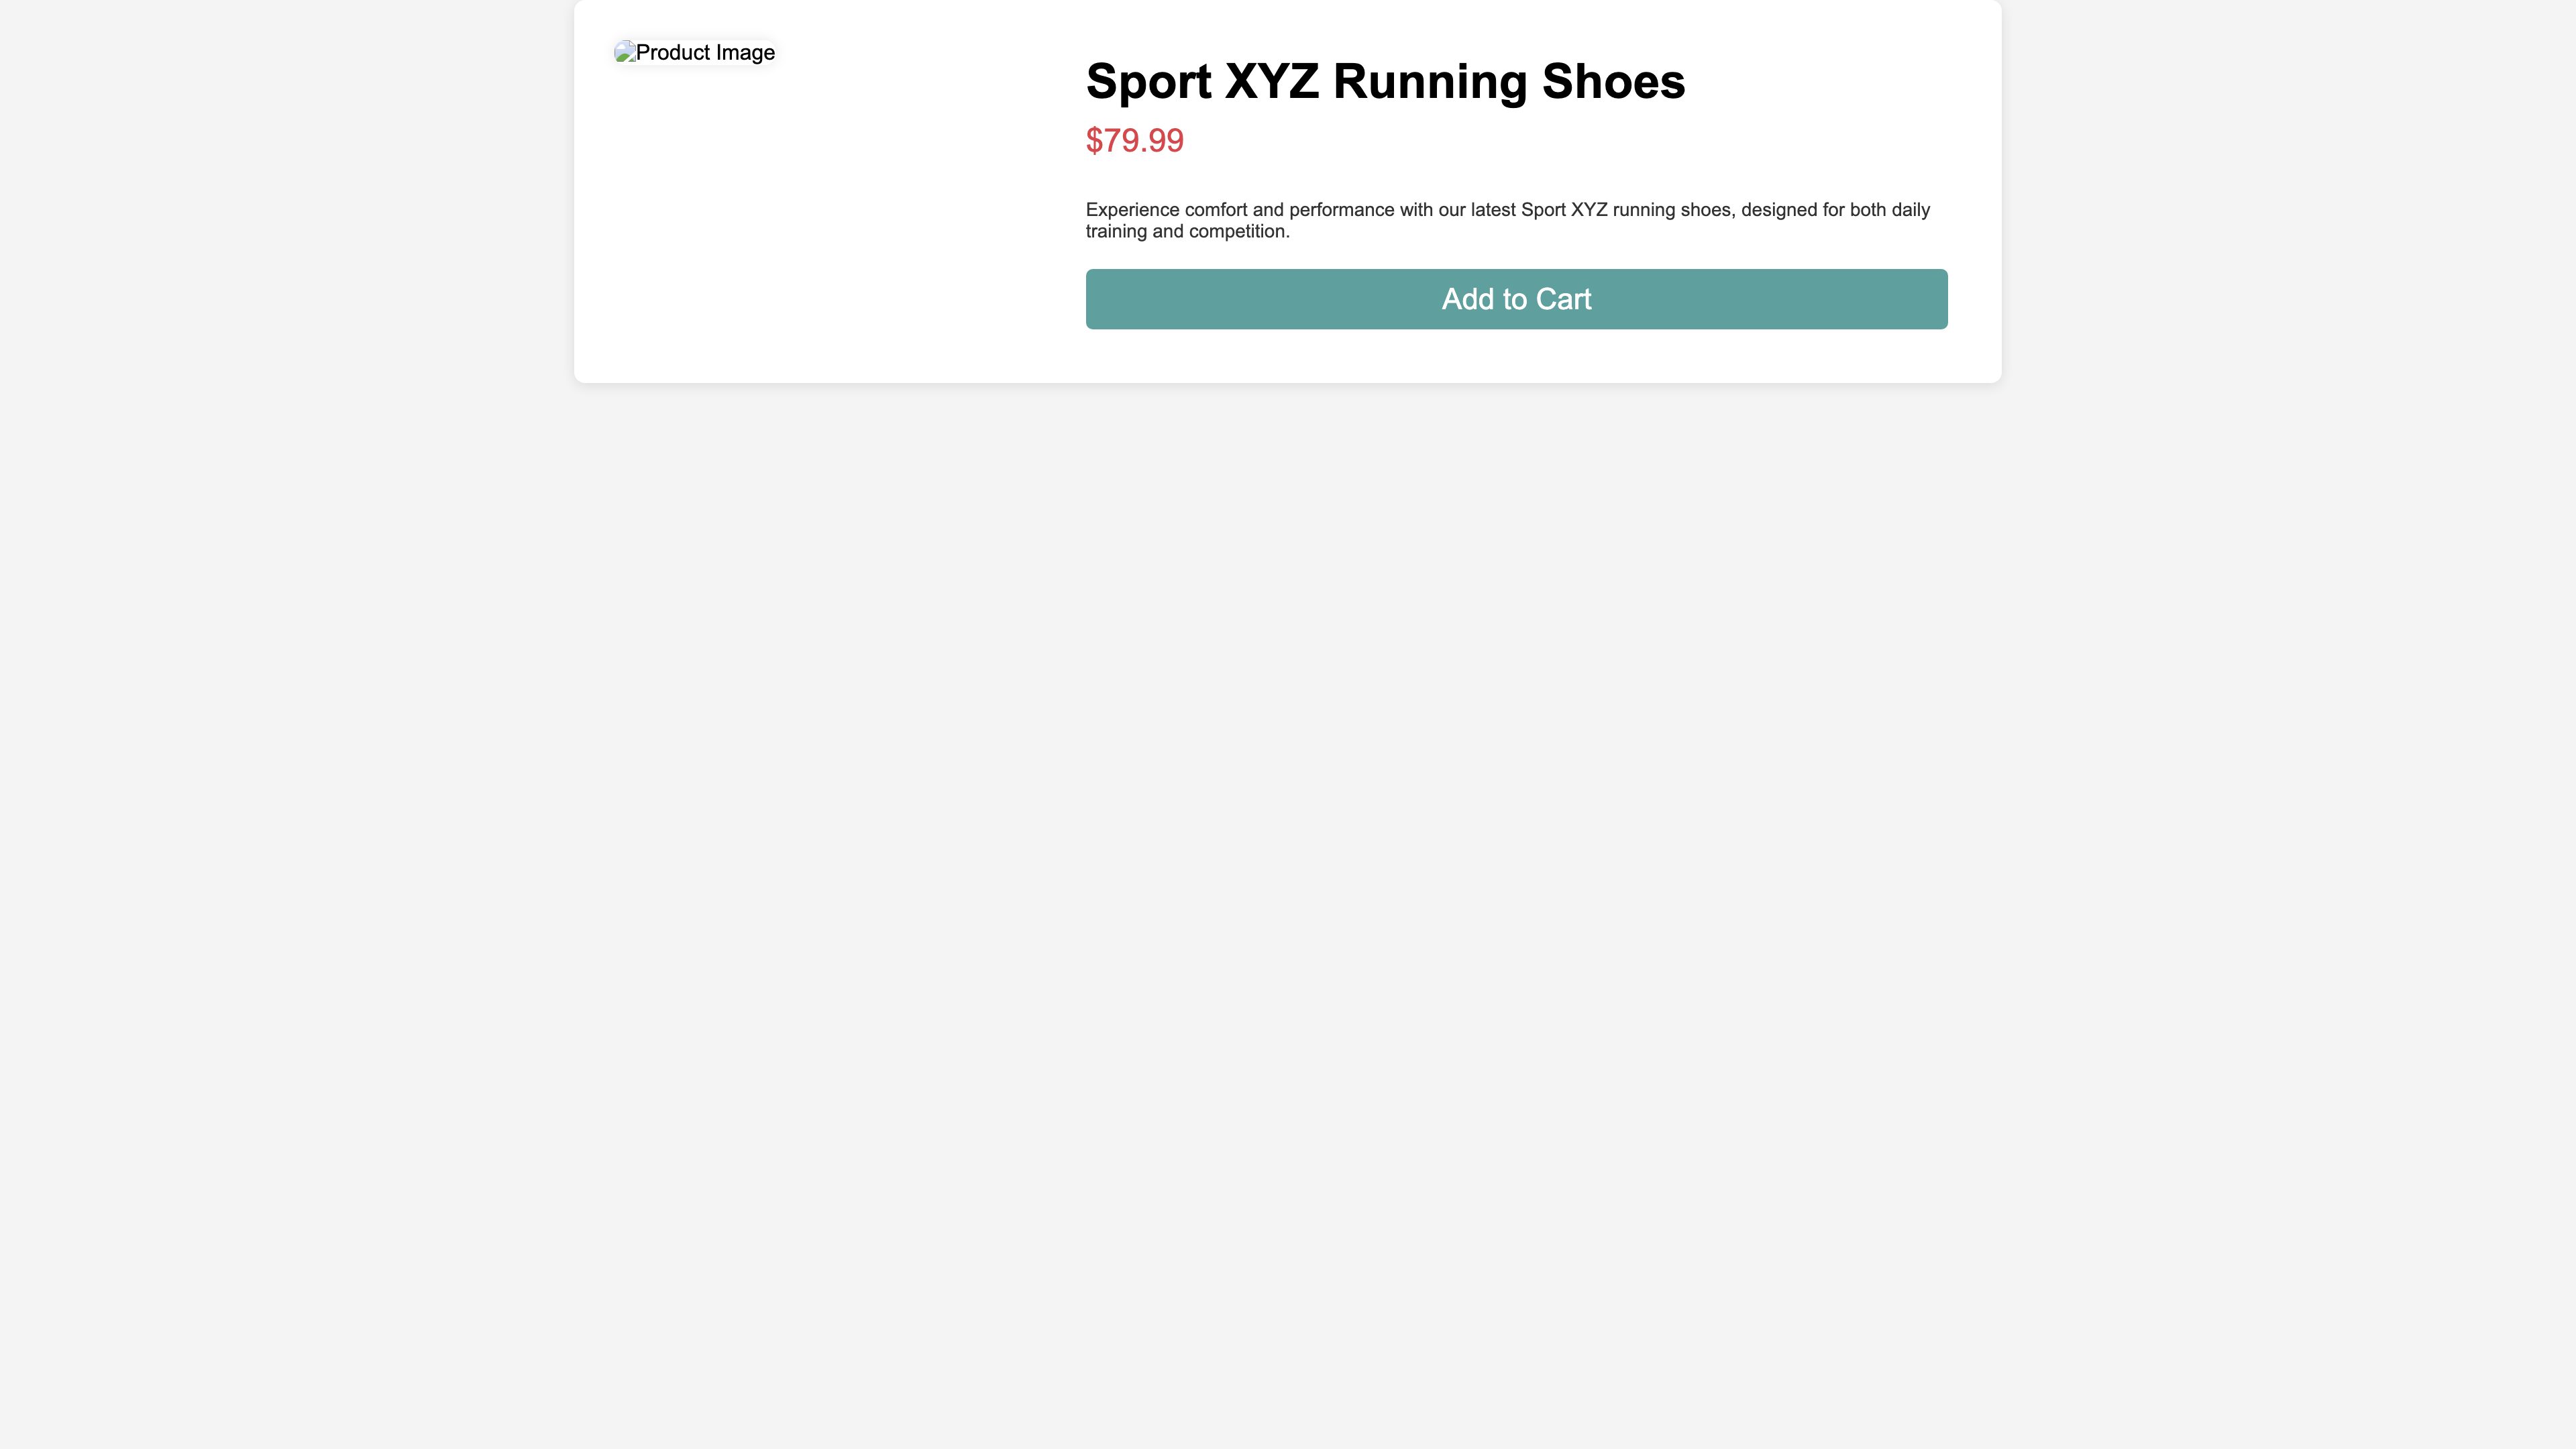 Product Image
Sport XYZ Running Shoes
$79.99
Experience comfort and performance with our latest Sport XYZ running shoes, designed for both daily
training and competition.
Add to Cart